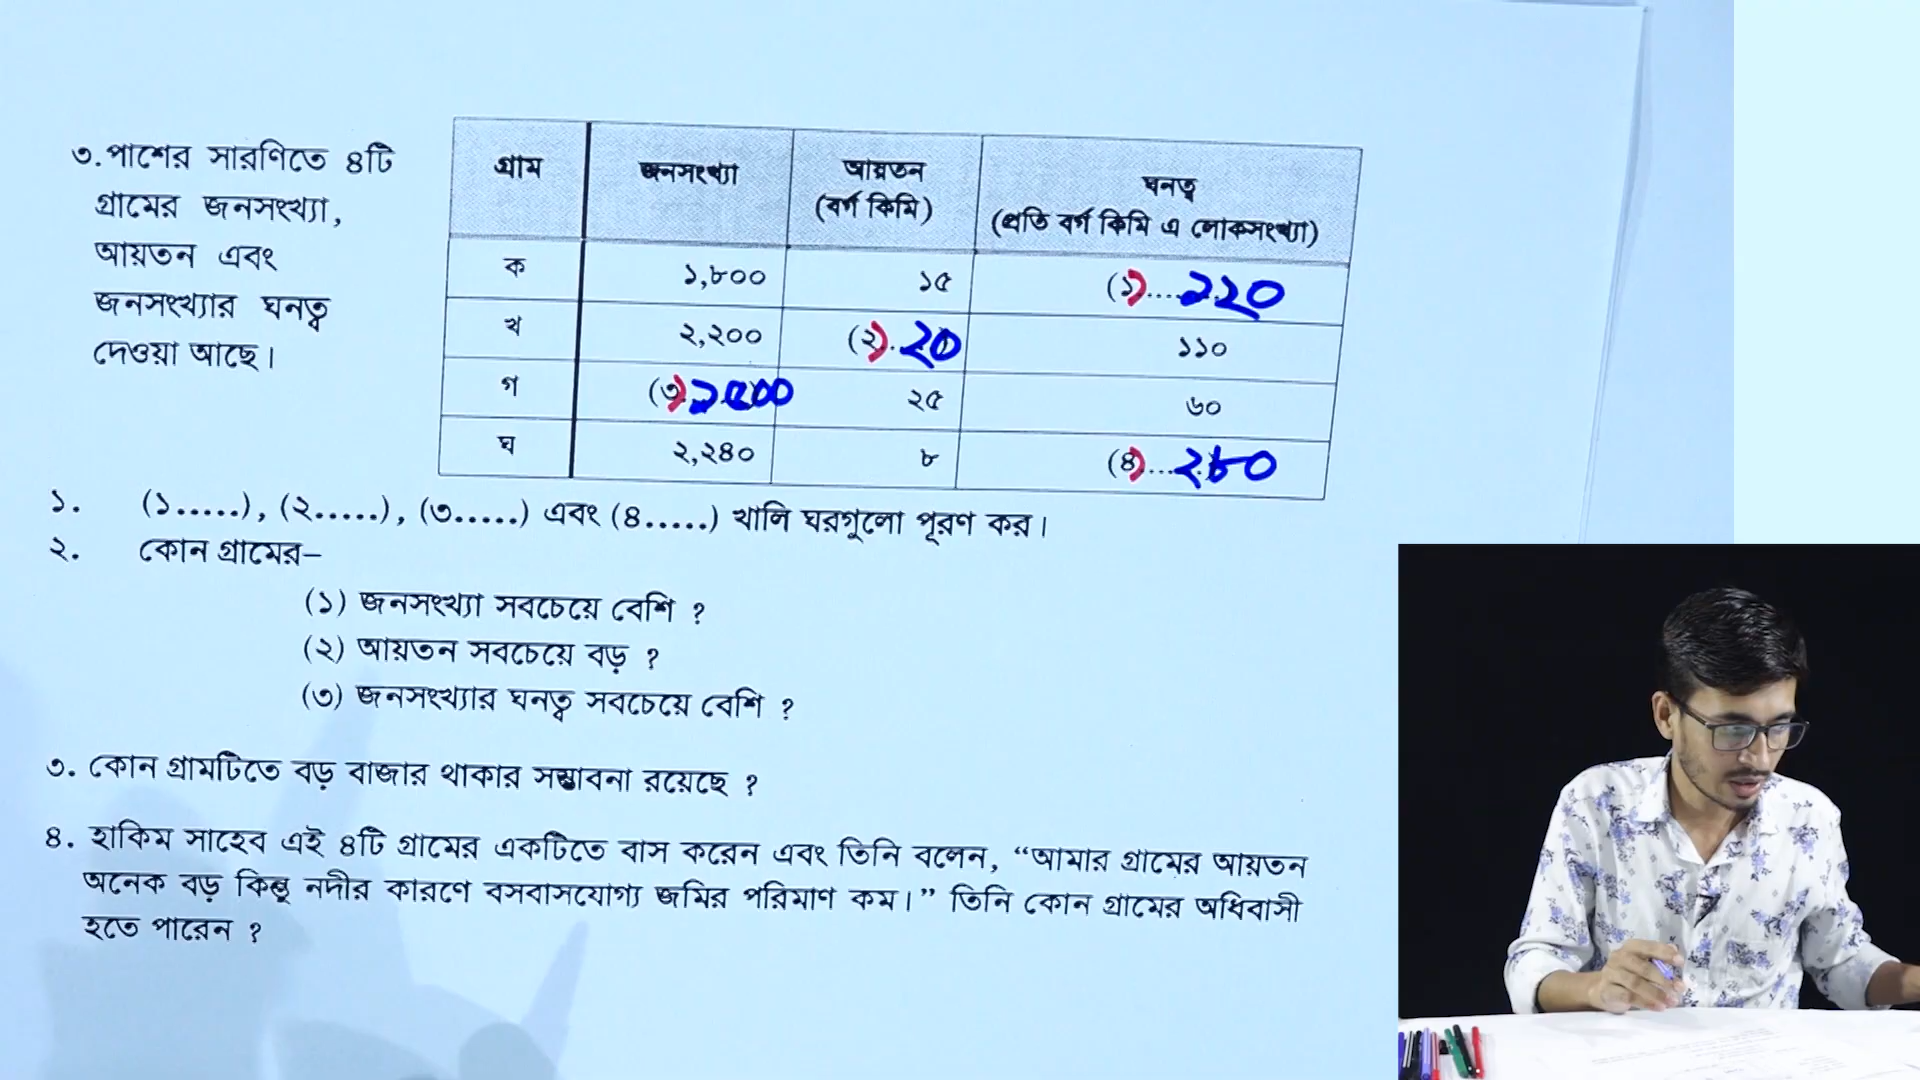 ৩. পাশের সারণিতে ৪টি
গ্রামের জনসংখ্যা,
আয়তন এবং
জনসংখ্যার ঘনত্ব
দেওয়া আছে।
গ্রাম জনসংখ্যা আয়তন (বর্গ কিমি) ঘনত্ব (প্রতি বর্গ কিমি এ লোকসংখ্যা)
ক ১,৮০০ ১৫ (১)....১২০
খ ২,২০০ (২).২০ ১১০
গ (৩)১৫০০ ২৫ ৬০
ঘ ২,২৪০ ৮ (৪)...২৮০
১. (১.....), (২.....), (৩.....) এবং (৪.....) খালি ঘরগুলো পূরণ কর।
২. কোন গ্রামের–
(১) জনসংখ্যা সবচেয়ে বেশি ?
(২) আয়তন সবচেয়ে বড় ?
(৩) জনসংখ্যার ঘনত্ব সবচেয়ে বেশি ?
৩. কোন গ্রামটিতে বড় বাজার থাকার সম্ভাবনা রয়েছে ?
৪. হাকিম সাহেব এই ৪টি গ্রামের একটিতে বাস করেন এবং তিনি বলেন, “আমার গ্রামের আয়তন
অনেক বড় কিন্তু নদীর কারণে বসবাসযোগ্য জমির পরিমাণ কম।” তিনি কোন গ্রামের অধিবাসী
হতে পারেন ?